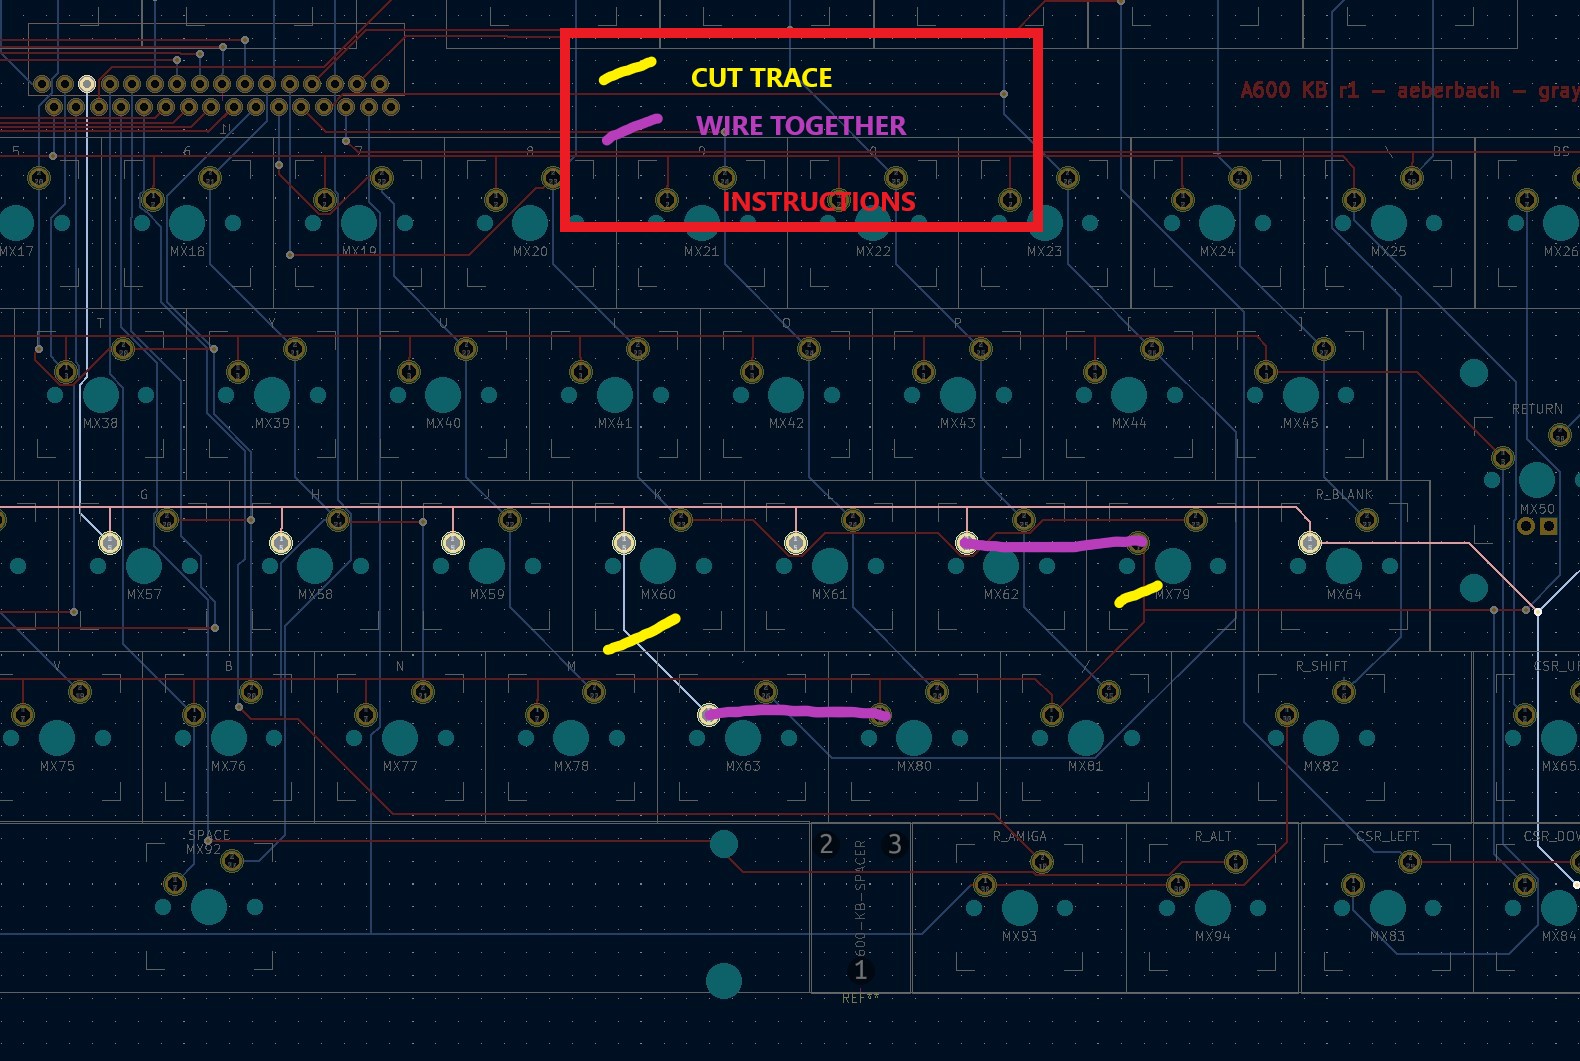 CUT TRACE
A600 KB r1 – aeberbach – gray
WIRE TOGETHER
5 6 7 8 9 0 - \ BS
INSTRUCTIONS
MX17 MX18 MX19 MX20 MX21 MX22 MX23 MX24 MX25 MX26
T Y U I O P [ ]
RETURN
MX38 MX39 MX40 MX41 MX42 MX43 MX44 MX45
G H J K L ; R-BLANK
MX50
MX57 MX58 MX59 MX60 MX61 MX62 MX79 MX64
V B N M . / R_SHIFT CSR_UP
MX75 MX76 MX77 MX78 MX63 MX80 MX81 MX82 MX65
SPACE 2 3 R_AMIGA R_ALT CSR_LEFT CSR_DOW
MX92
600-KB-SPACER
MX93 MX94 MX83 MX84
1
REF**